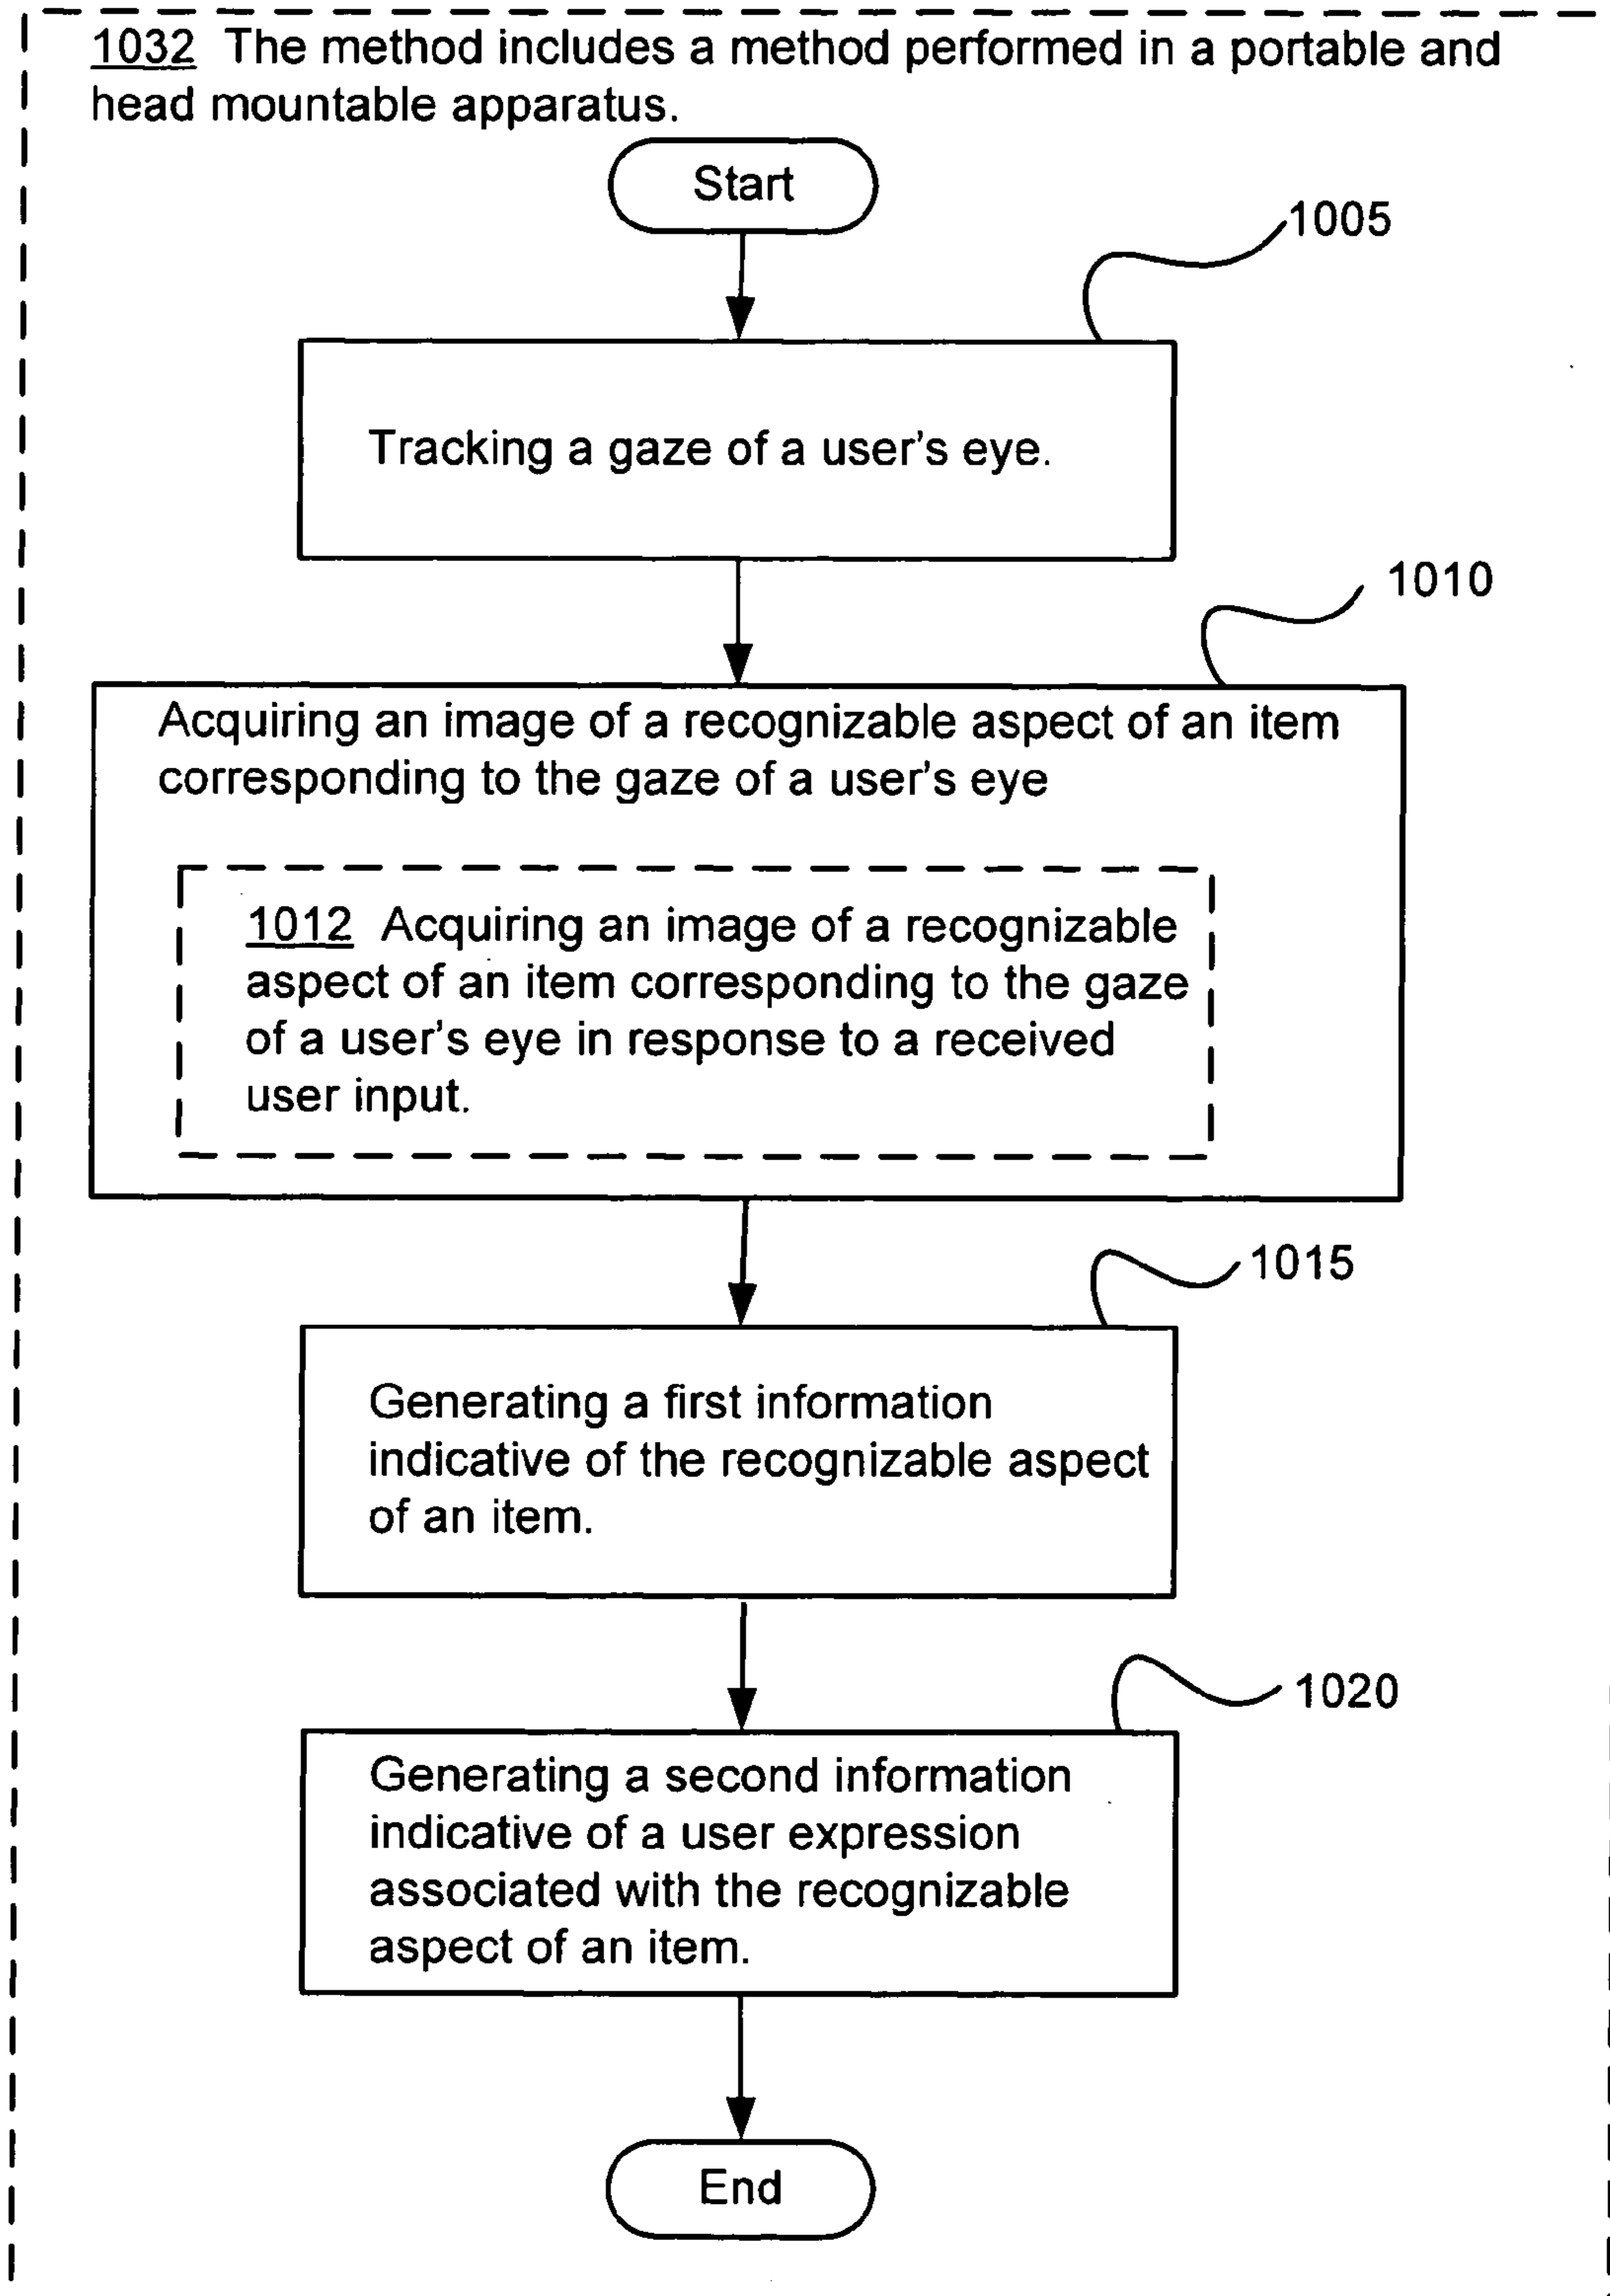 1032 The method includes a method performed in a portable and
head mountable apparatus.
Start
1005
Tracking a gaze of a user's eye.
1010
Acquiring an image of a recognizable aspect of an item
corresponding to the gaze of a user's eye
1012 Acquiring an image of a recognizable
aspect of an item corresponding to the gaze
of a user's eye in response to a received
user input.
1015
Generating a first information
indicative of the recognizable aspect
of an item.
1020
Generating a second information
indicative of a user expression
associated with the recognizable
aspect of an item.
End